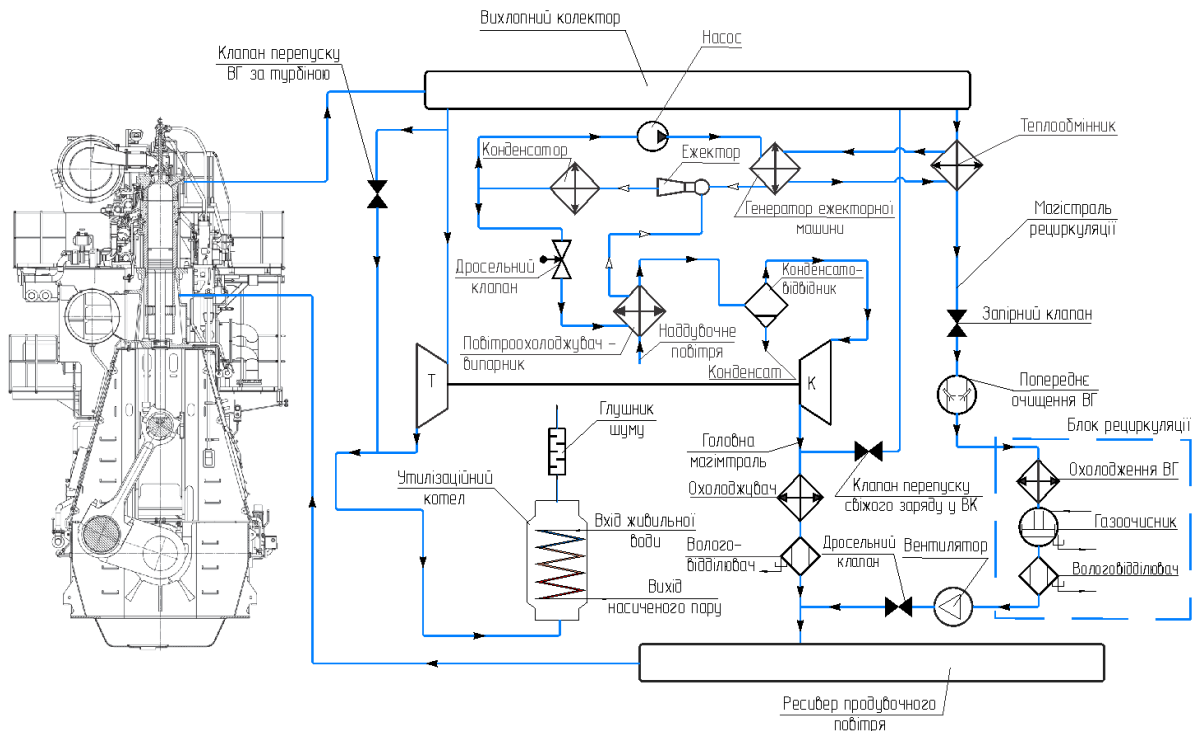 Вихлопний колектор
Насос
Клапан перепуску
ВГ за турбіною
Теплообмінник
Конденсатор
Ежектор
Генератор ежекторної
машини
Магістраль
рециркуляції
Дросельний
клапан
Конденсато-
відвідник
Запірний клапан
Повітроохолоджувач -
випарник
Наддувочне
повітря
Конденсат
Т
К
Попереднє
очищення ВГ
Глушник
шуму
Головна
магімтраль
Блок рециркуляції
Утилизаційний
котел
Охолоджувач
Клапан перепуску
свіжого заряду у ВК
Охолодження ВГ
Газоочисник
Вхід живильної
води
Волого-
відділювач
Дросельний
клапан
Вентилятор
Вологовідділювач
Вихід
насиченого пару
Ресивер продувочного
повітря